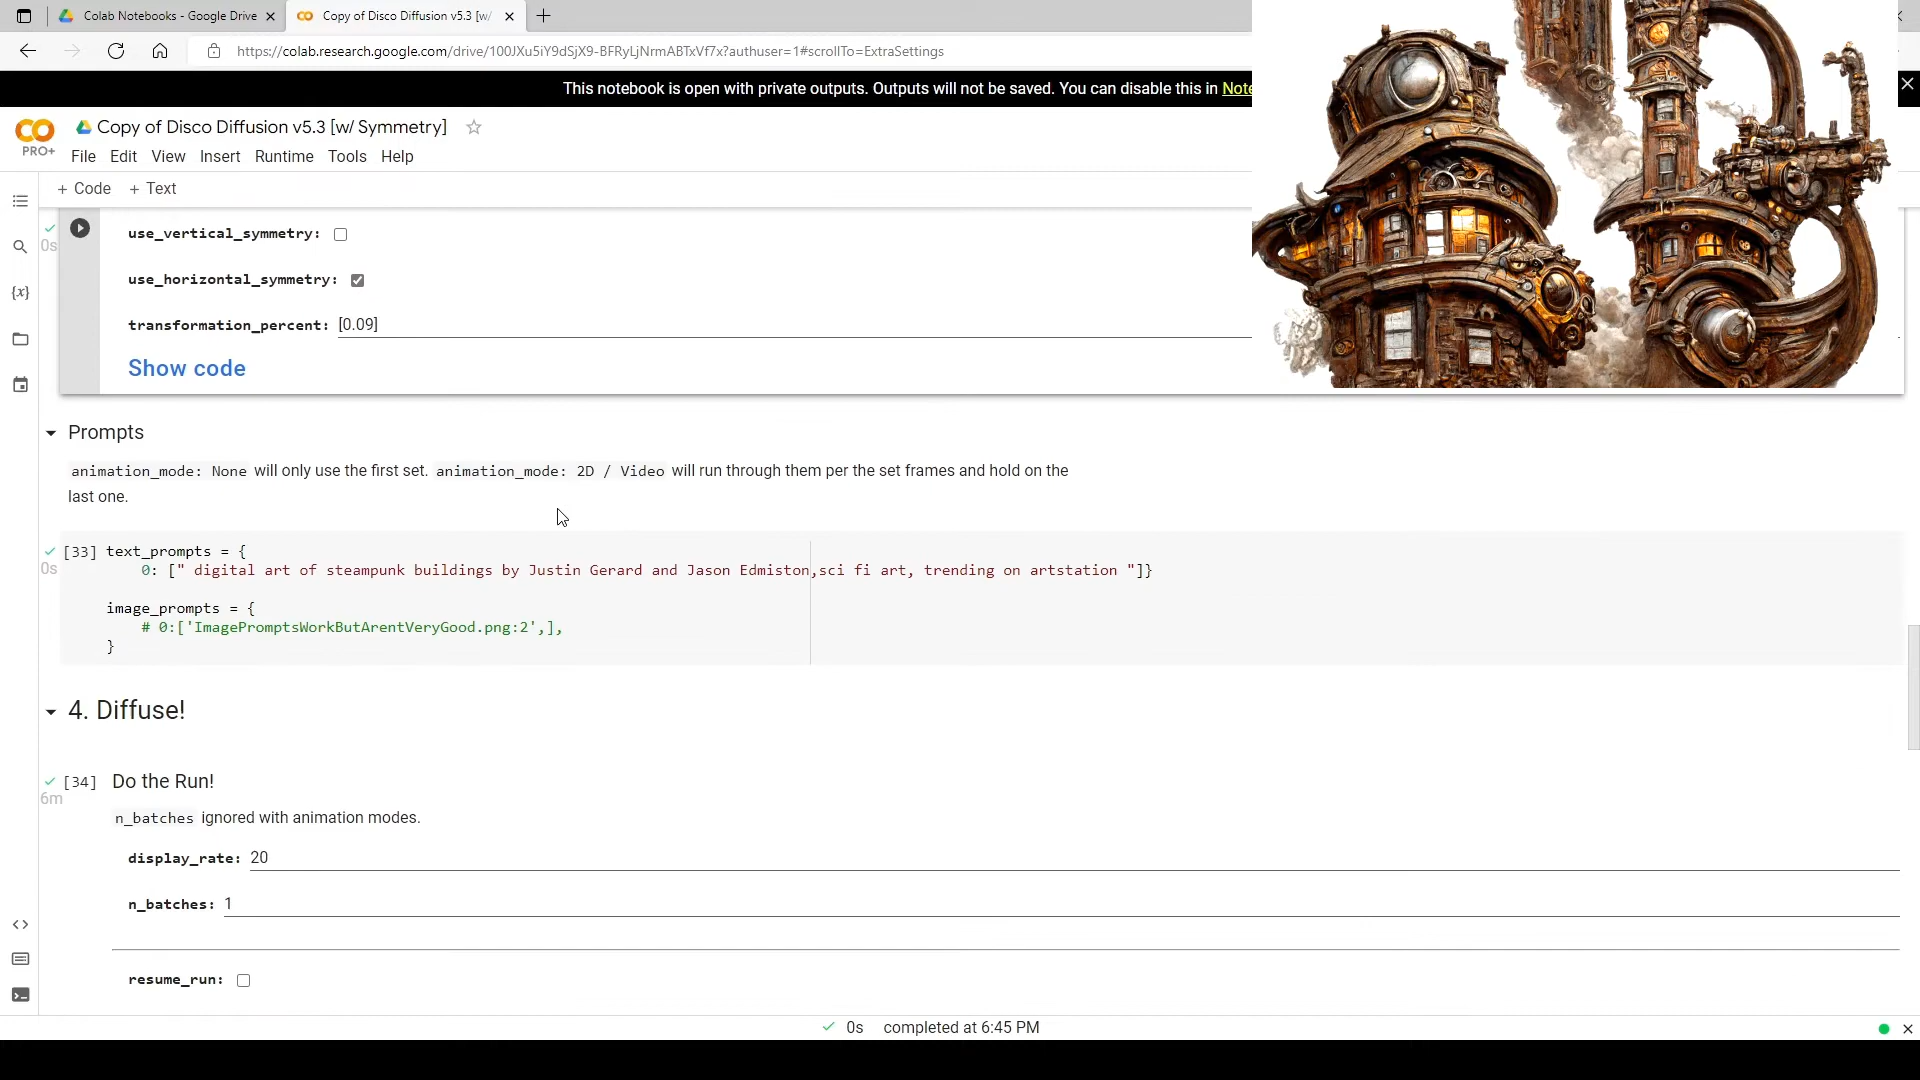 Colab Notebooks - Google Drive
Copy of Disco Diffusion v5.3 [w/
https://colab.research.google.com/drive/100JXu5iY9dSjX9-BFRyLjNrmABTxVf7x?authuser=1#scrollTo=ExtraSettings
This notebook is open with private outputs. Outputs will not be saved. You can disable this in Note
Copy of Disco Diffusion v5.3 [w/ Symmetry]
PRO+
File Edit View Insert Runtime Tools Help
+ Code + Text
use_vertical_symmetry:
0s
{x}
use_horizontal_symmetry:
transformation_percent: [0.09]
Show code
Prompts
animation_mode: None will only use the first set. animation_mode: 2D / Video will run through them per the set frames and hold on the
last one.
[33] text_prompts = {
0s
0: [" digital art of steampunk buildings by Justin Gerard and Jason Edmiston,sci fi art, trending on artstation "]}
image_prompts = {
# 0:['ImagePromptsWorkButArentVeryGood.png:2',],
}
4. Diffuse!
[34] Do the Run!
6m
n_batches ignored with animation modes.
display_rate: 20
n_batches: 1
resume_run:
0s completed at 6:45 PM